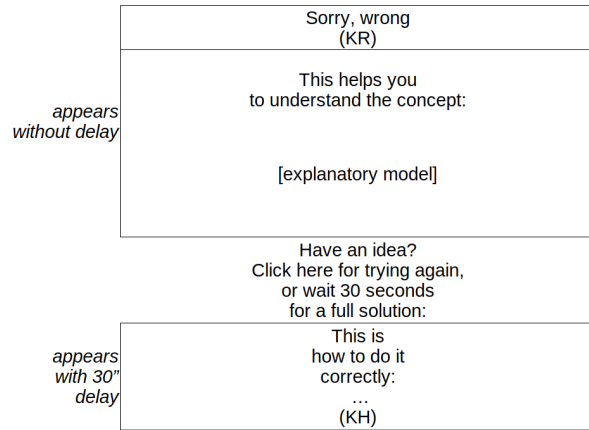 Sorry, wrong
(KR)
appears
without delay
This helps you
to understand the concept:
[explanatory model]
Have an idea?
Click here for trying again,
or wait 30 seconds
for a full solution:
appears
with 30”
delay
This is
how to do it
correctly:
...
(KH)